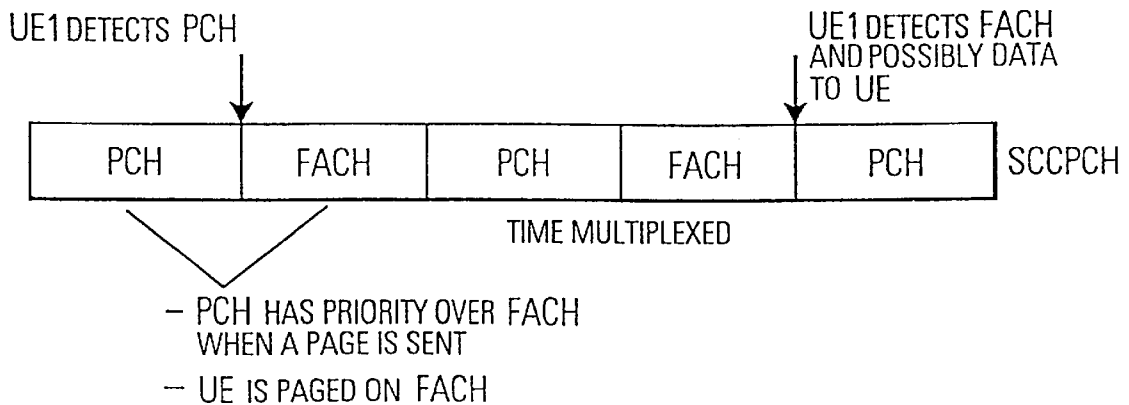 UE1 DETECTS PCH
UE1 DETECTS FACH
AND POSSIBLY DATA
TO UE
PCH
FACH
PCH
FACH
PCH
SCCPCH
TIME MULTIPLEXED
– PCH HAS PRIORITY OVER FACH
WHEN A PAGE IS SENT
– UE IS PAGED ON FACH